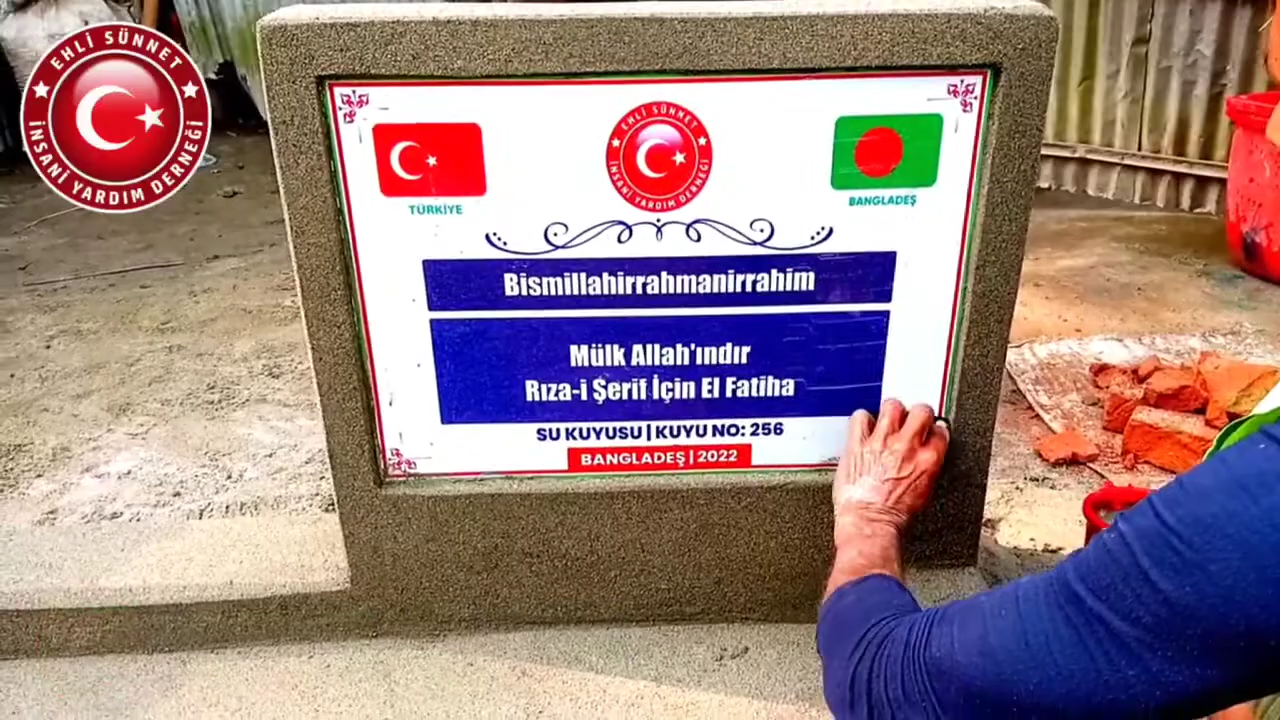 EHLİ SÜNNET
İNSANİ YARDIM DERNEĞİ
EHLİ SÜNNET
İNSANİ YARDIM DERNEĞİ
TÜRKİYE
BANGLADEŞ
Bismillahirrahmanirrahim
Mülk Allah'ındır
Rıza-i Şerif İçin El Fatiha
SU KUYUSU | KUYU NO: 256
BANGLADEŞ | 2022